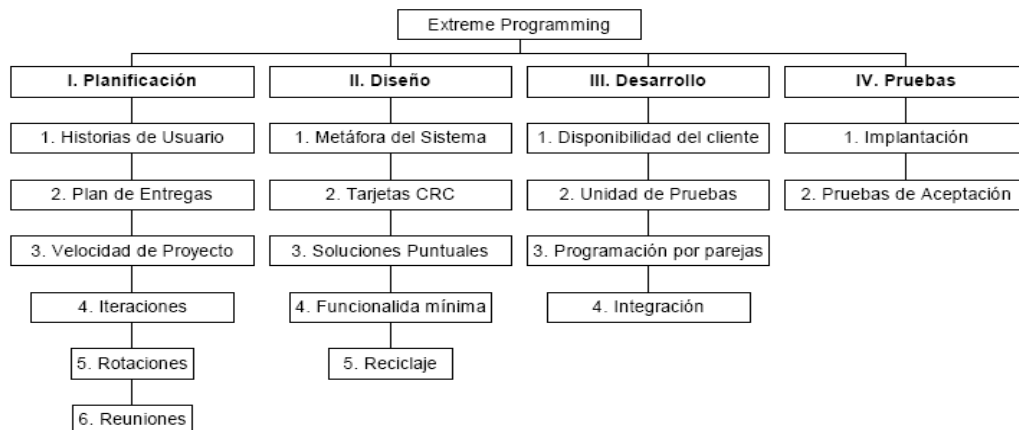 Extreme Programming
I. Planificación
1. Historias de Usuario
2. Plan de Entregas
3. Velocidad de Proyecto
4. Iteraciones
5. Rotaciones
6. Reuniones
II. Diseño
1. Metáfora del Sistema
2. Tarjetas CRC
3. Soluciones Puntuales
4. Funcionalida mínima
5. Reciclaje
III. Desarrollo
1. Disponibilidad del cliente
2. Unidad de Pruebas
3. Programación por parejas
4. Integración
IV. Pruebas
1. Implantación
2. Pruebas de Aceptación